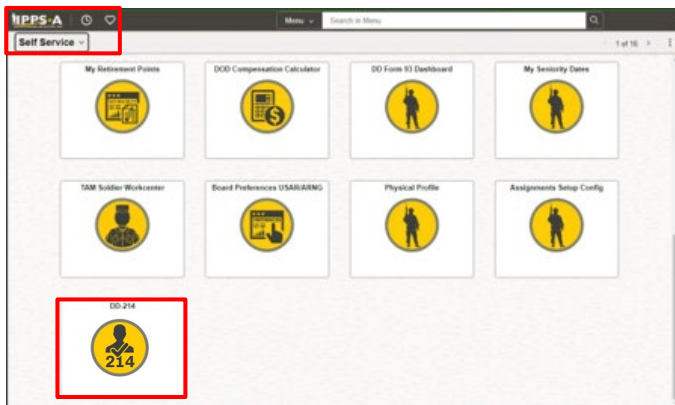 IPPS-A
Menu
Search in Menu
Self Service
1 of 16
My Retirement Points
DOD Compensation Calculator
DD Form 93 Dashboard
My Seniority Dates
TAM Soldier Workcenter
Board Preferences USAR/ARNG
Physical Profile
Assignments Setup Config
DD-214
214